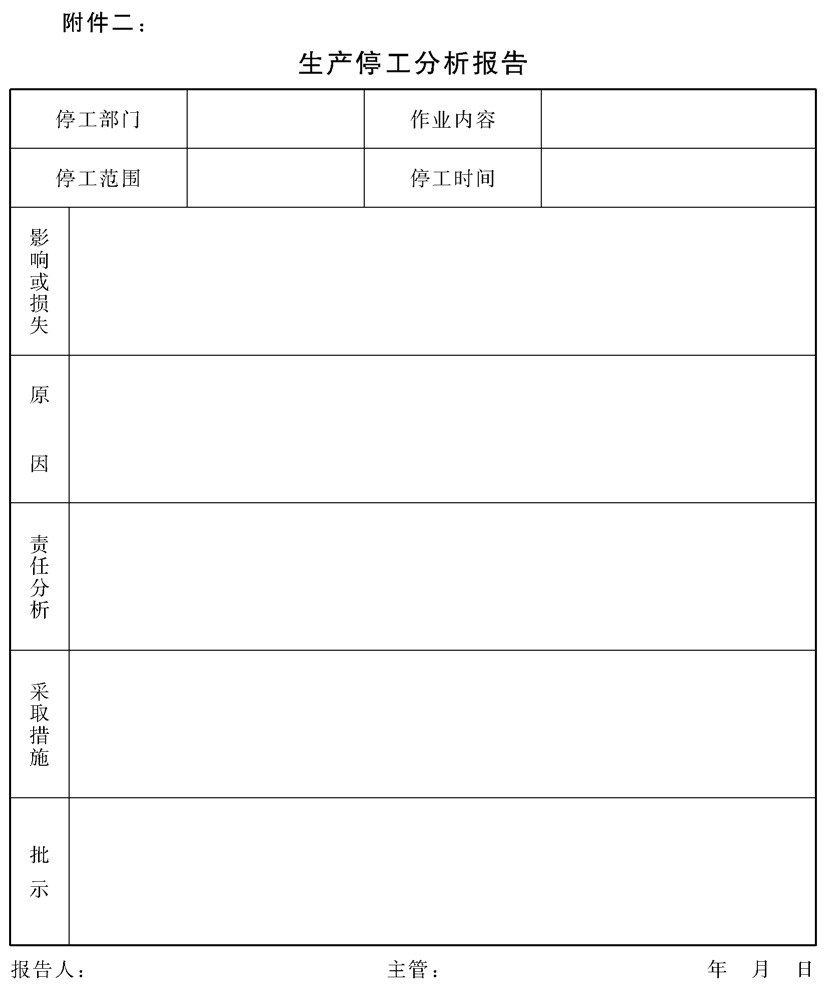 附件二：
生产停工分析报告
停工部门 作业内容
停工范围 停工时间
影响或损失
原因
责任分析
采取措施
批示
报告人： 主管： 年 月 日